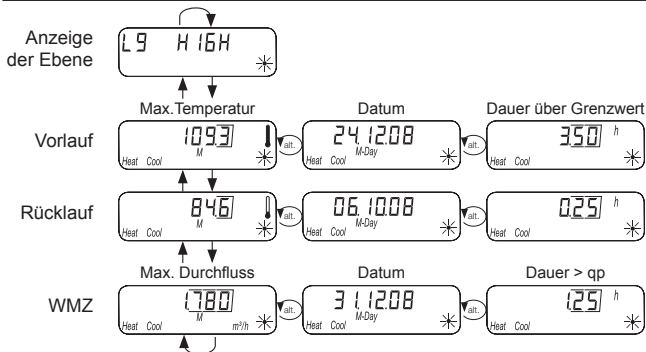 Anzeige
der Ebene
L9 HIGH
Max.Temperatur Datum Dauer über Grenzwert
Vorlauf
109.3 M Heat Cool
alt.
24.12.08 M-Day Heat Cool
alt.
3.50 h Heat Cool
Rücklauf
84.6 M Heat Cool
alt.
06.10.08 M-Day Heat Cool
alt.
0.25 h Heat Cool
Max. Durchfluss Datum Dauer > qp
WMZ
1.780 M m³/h Heat Cool
alt.
31.12.08 M-Day Heat Cool
alt.
1.25 h Heat Cool